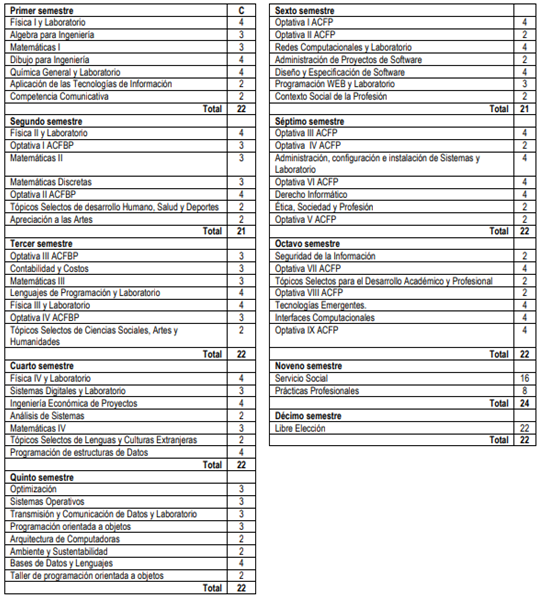 Primer semestre C
Física I y Laboratorio 4
Algebra para Ingeniería 3
Matemáticas I 3
Dibujo para Ingeniería 4
Química General y Laboratorio 4
Aplicación de las Tecnologías de Información 2
Competencia Comunicativa 2
Total 22
Segundo semestre
Física II y Laboratorio 4
Optativa I ACFBP 3
Matemáticas II 3
Matemáticas Discretas 3
Optativa II ACFBP 4
Tópicos Selectos de desarrollo Humano, Salud y Deportes 2
Apreciación a las Artes 2
Total 21
Tercer semestre
Optativa III ACFBP 3
Contabilidad y Costos 3
Matemáticas III 3
Lenguajes de Programación y Laboratorio 4
Física III y Laboratorio 4
Optativa IV ACFBP 3
Tópicos Selectos de Ciencias Sociales, Artes y 2
Humanidades
Total 22
Cuarto semestre
Física IV y Laboratorio 4
Sistemas Digitales y Laboratorio 3
Ingeniería Económica de Proyectos 4
Análisis de Sistemas 2
Matemáticas IV 3
Tópicos Selectos de Lenguas y Culturas Extranjeras 2
Programación de estructuras de Datos 4
Total 22
Quinto semestre
Optimización 3
Sistemas Operativos 3
Transmisión y Comunicación de Datos y Laboratorio 3
Programación orientada a objetos 3
Arquitectura de Computadoras 2
Ambiente y Sustentabilidad 2
Bases de Datos y Lenguajes 4
Taller de programación orientada a objetos 2
Total 22
Sexto semestre
Optativa I ACFP 4
Optativa II ACFP 2
Redes Computacionales y Laboratorio 4
Administración de Proyectos de Software 2
Diseño y Especificación de Software 4
Programación WEB y Laboratorio 3
Contexto Social de la Profesión 2
Total 21
Séptimo semestre
Optativa III ACFP 4
Optativa IV ACFP 2
Administración, configuración e instalación de Sistemas y 4
Laboratorio
Optativa VI ACFP 4
Derecho Informático 4
Ética, Sociedad y Profesión 2
Optativa V ACFP 2
Total 22
Octavo semestre
Seguridad de la Información 2
Optativa VII ACFP 4
Tópicos Selectos para el Desarrollo Académico y Profesional 2
Optativa VIII ACFP 2
Tecnologías Emergentes. 4
Interfaces Computacionales 4
Optativa IX ACFP 4
Total 22
Noveno semestre
Servicio Social 16
Prácticas Profesionales 8
Total 24
Décimo semestre
Libre Elección 22
Total 22